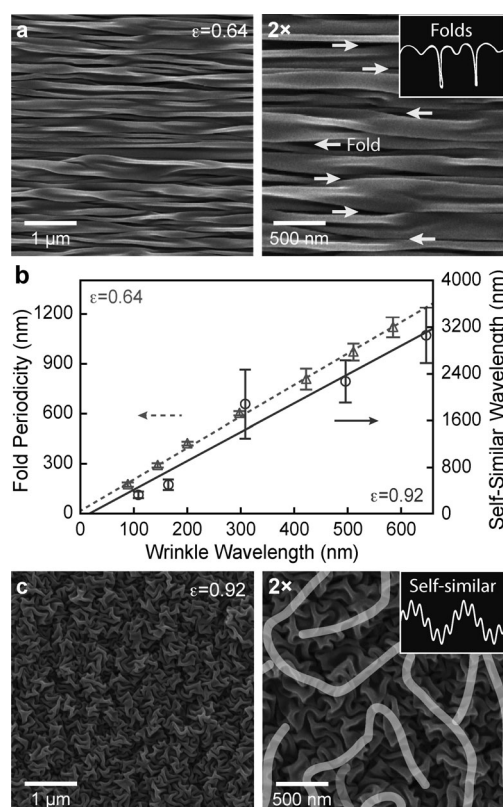 a
ε=0.64
2×
Folds
Fold
1 µm
500 nm
b
ε=0.64
Fold Periodicity (nm)
1200
900
600
300
0
4000
3200
2400
1600
800
0
Self-Similar Wavelength (nm)
ε=0.92
0 100 200 300 400 500 600
Wrinkle Wavelength (nm)
c
ε=0.92
2×
Self-similar
1 µm
500 nm